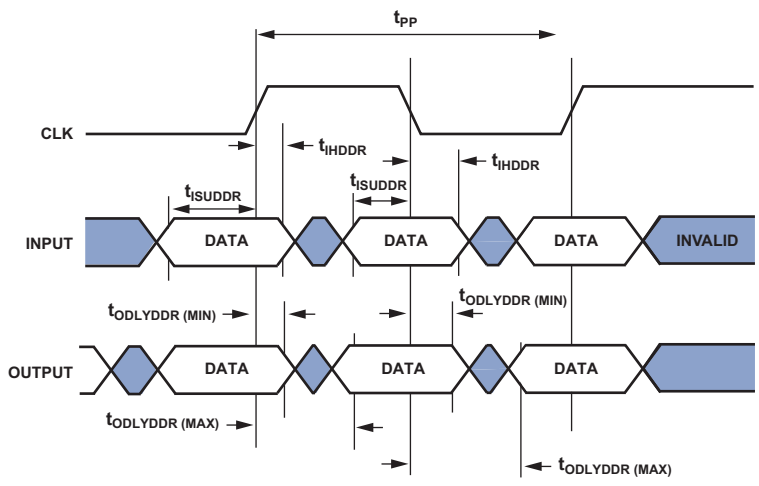 tPP
CLK
tIHDDR
tIHDDR
tISUDDR
tISUDDR
INPUT
DATA
DATA
DATA
INVALID
tODLYDDR (MIN)
tODLYDDR (MIN)
OUTPUT
DATA
DATA
DATA
tODLYDDR (MAX)
tODLYDDR (MAX)